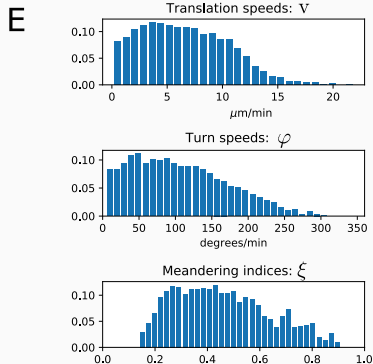 E
Translation speeds: v
0.10
0.05
0.00
0 5 10 15 20
μm/min
Turn speeds: φ
0.10
0.05
0.00
0 50 100 150 200 250 300 350
degrees/min
Meandering indices: ξ
0.10
0.05
0.00
0.0 0.2 0.4 0.6 0.8 1.0